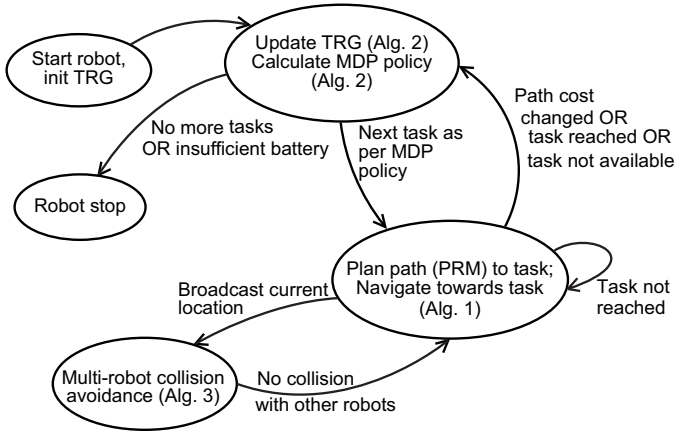 Start robot,
init TRG
Update TRG (Alg. 2)
Calculate MDP policy
(Alg. 2)
Path cost
changed OR
task reached OR
task not available
No more tasks
OR insufficient battery
Next task as
per MDP
policy
Robot stop
Plan path (PRM) to task;
Navigate towards task
(Alg. 1)
Task not
reached
Broadcast current
location
Multi-robot collision
avoidance (Alg. 3)
No collision
with other robots